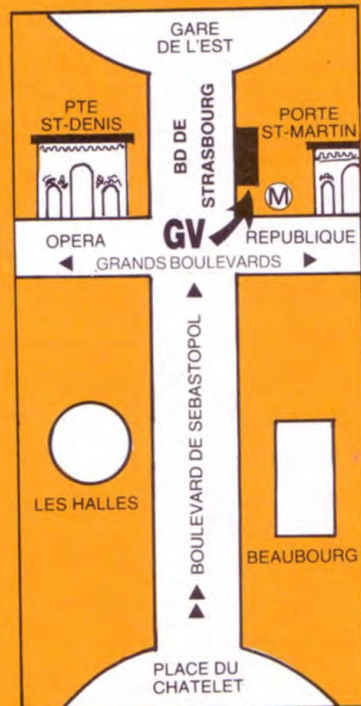 GARE
DE L'EST
PTE
ST-DENIS
BD DE
STRASBOURG
PORTE
ST-MARTIN
M
OPERA
GV
REPUBLIQUE
GRANDS BOULEVARDS
BOULEVARD DE SEBASTOPOL
LES HALLES
BEAUBOURG
PLACE DU
CHATELET